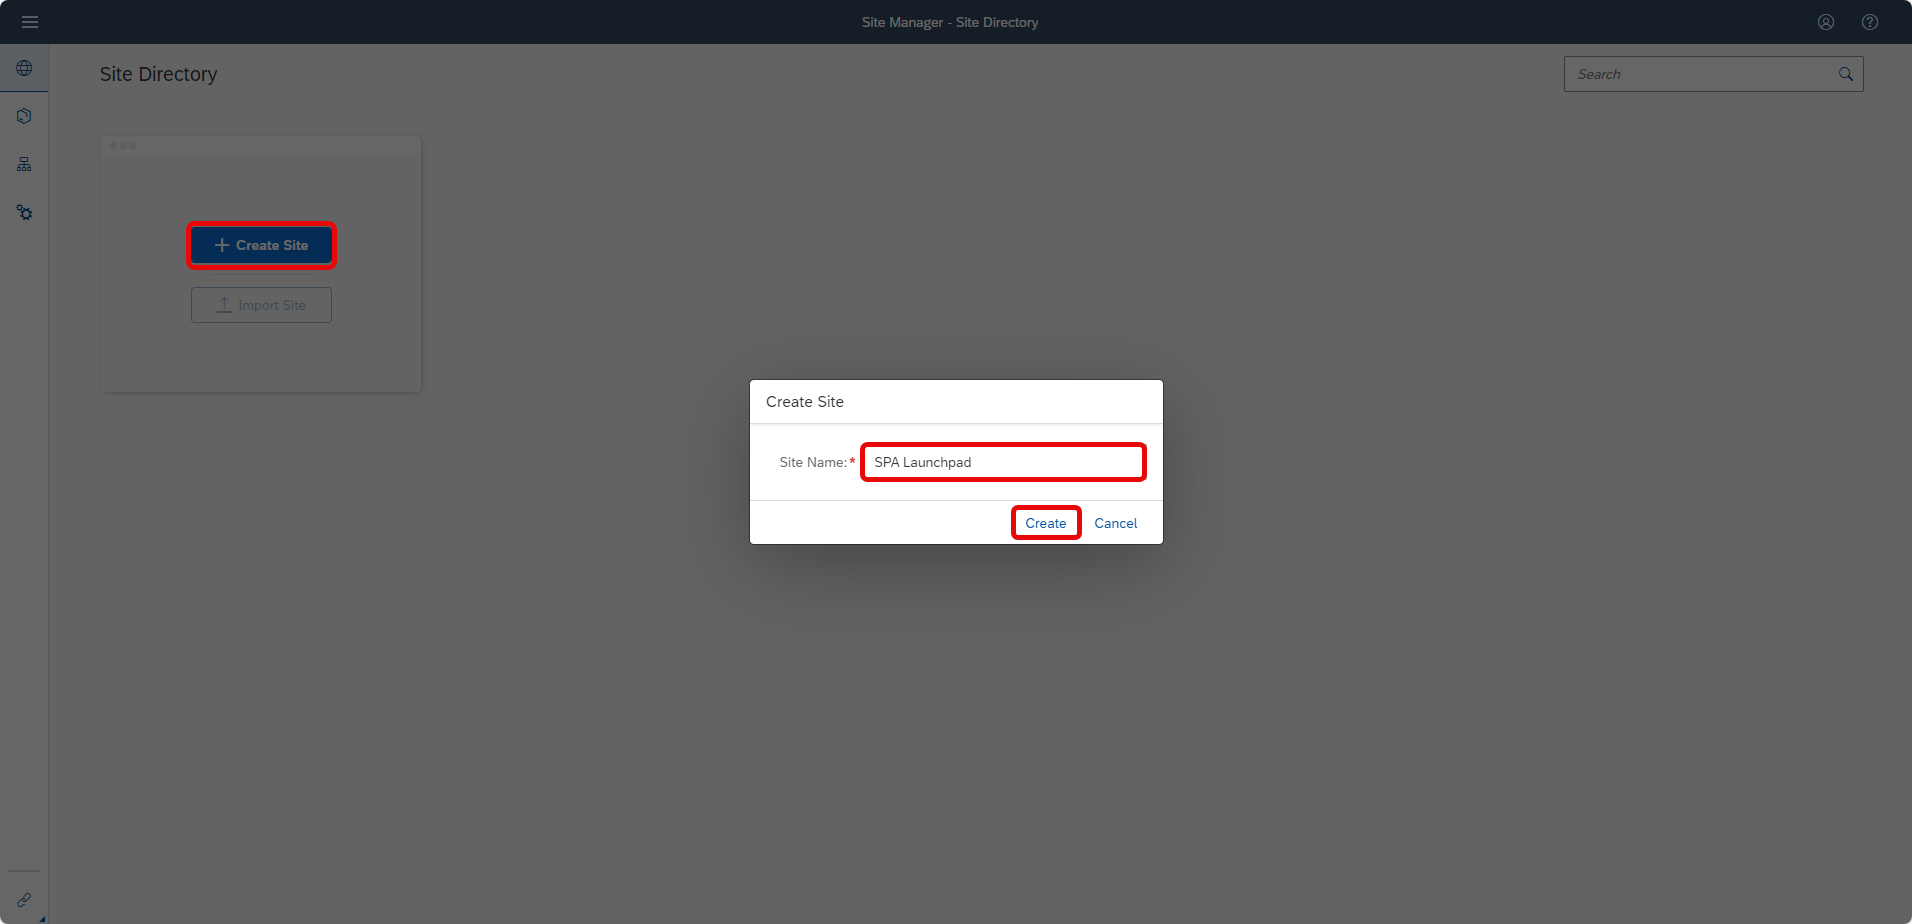 Site Manager - Site Directory
Site Directory
Search
Create Site
Import Site
Create Site
Site Name:* SPA Launchpad
Create Cancel